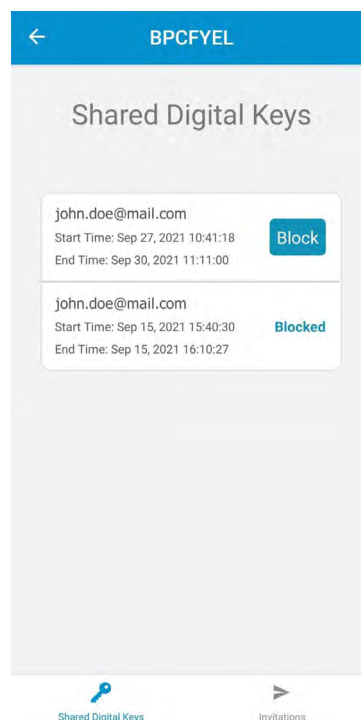 BPCFYEL
Shared Digital Keys
john.doe@mail.com
Start Time: Sep 27, 2021 10:41:18
End Time: Sep 30, 2021 11:11:00
Block
john.doe@mail.com
Start Time: Sep 15, 2021 15:40:30
End Time: Sep 15, 2021 16:10:27
Blocked
Shared Digital Keys
Invitations